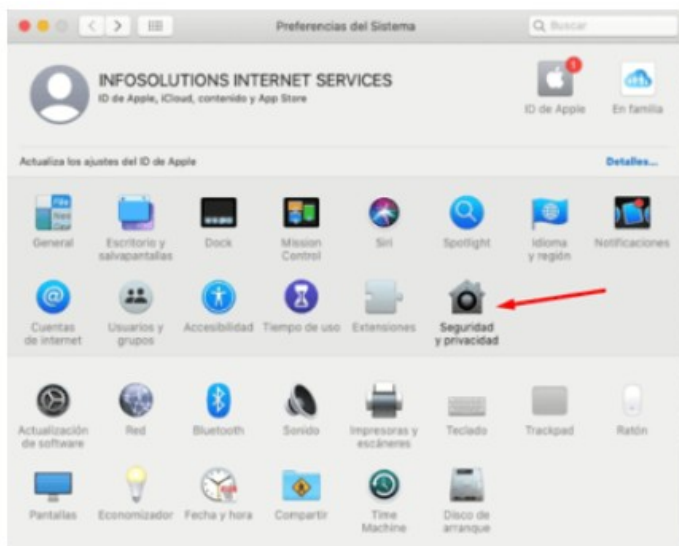 Preferencias del Sistema
Buscar
INFOSOLUTIONS INTERNET SERVICES
ID de Apple, iCloud, contenido y App Store
1
ID de Apple
En familia
Actualiza los ajustes del ID de Apple
Detalles...
General
Escritorio y
salvapantallas
Dock
Mission
Control
Siri
Spotlight
Idioma
y región
Notificaciones
Cuentas
de internet
Usuarios y
grupos
Accesibilidad
Tiempo de uso
Extensiones
Seguridad
y privacidad
Actualización
de software
Red
Bluetooth
Sonido
Impresoras y
escáneres
Teclado
Trackpad
Ratón
Pantallas
Economizador
Fecha y hora
Compartir
Time
Machine
Disco de
arranque